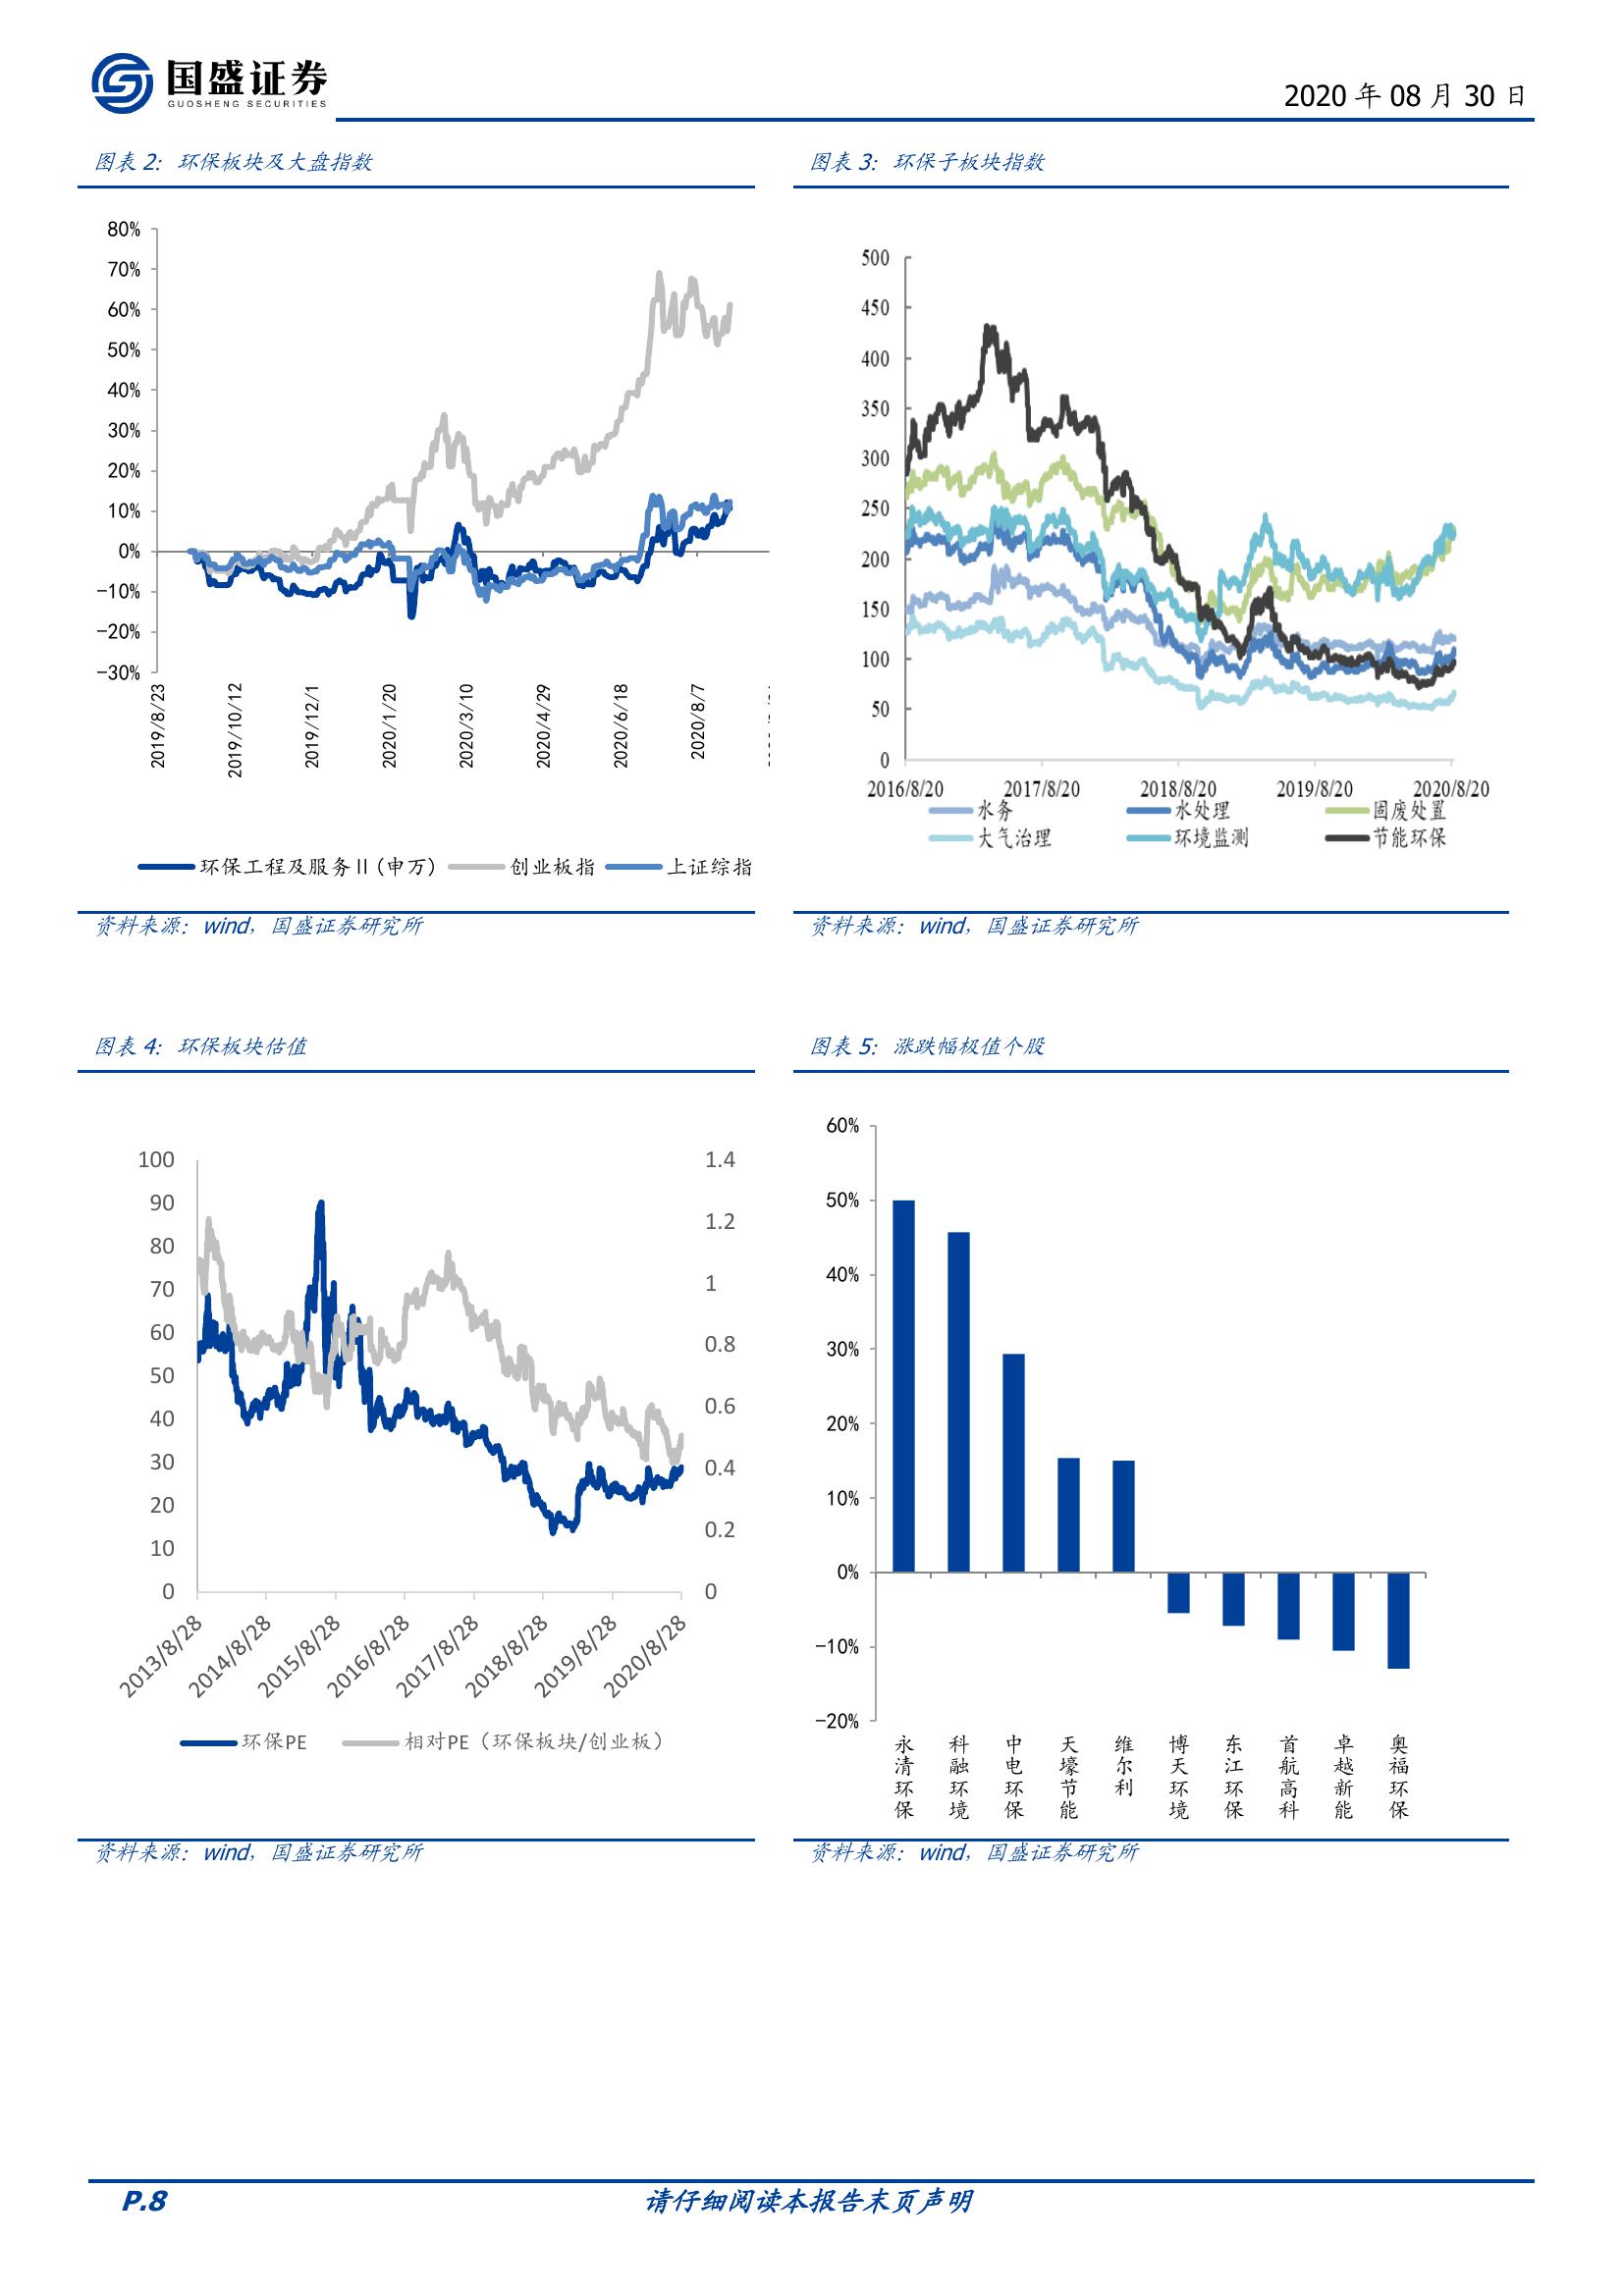 国盛证券
GUOSHENG SECURITIES
2020 年 08 月 30 日
图表 2：环保板块及大盘指数
80%
70%
60%
50%
40%
30%
20%
10%
0%
-10%
-20%
-30%
2019/8/23
2019/10/12
2019/12/1
2020/1/20
2020/3/10
2020/4/29
2020/6/18
2020/8/7
环保工程及服务Ⅱ(申万)
创业板指
上证综指
资料来源：wind，国盛证券研究所
图表 3：环保子板块指数
500
450
400
350
300
250
200
150
100
50
0
2016/8/20
2017/8/20
2018/8/20
2019/8/20
2020/8/20
水务
水处理
固废处置
大气治理
环境监测
节能环保
资料来源：wind，国盛证券研究所
图表 4：环保板块估值
100
90
80
70
60
50
40
30
20
10
0
1.4
1.2
1
0.8
0.6
0.4
0.2
0
2013/8/28
2014/8/28
2015/8/28
2016/8/28
2017/8/28
2018/8/28
2019/8/28
2020/8/28
环保PE
相对PE（环保板块/创业板）
资料来源：wind，国盛证券研究所
图表 5：涨跌幅极值个股
60%
50%
40%
30%
20%
10%
0%
-10%
-20%
永清环保
科融环境
中电环保
天壕节能
维尔利
博天环境
东江环保
首航高科
卓越新能
奥福环保
资料来源：wind，国盛证券研究所
P.8
请仔细阅读本报告末页声明